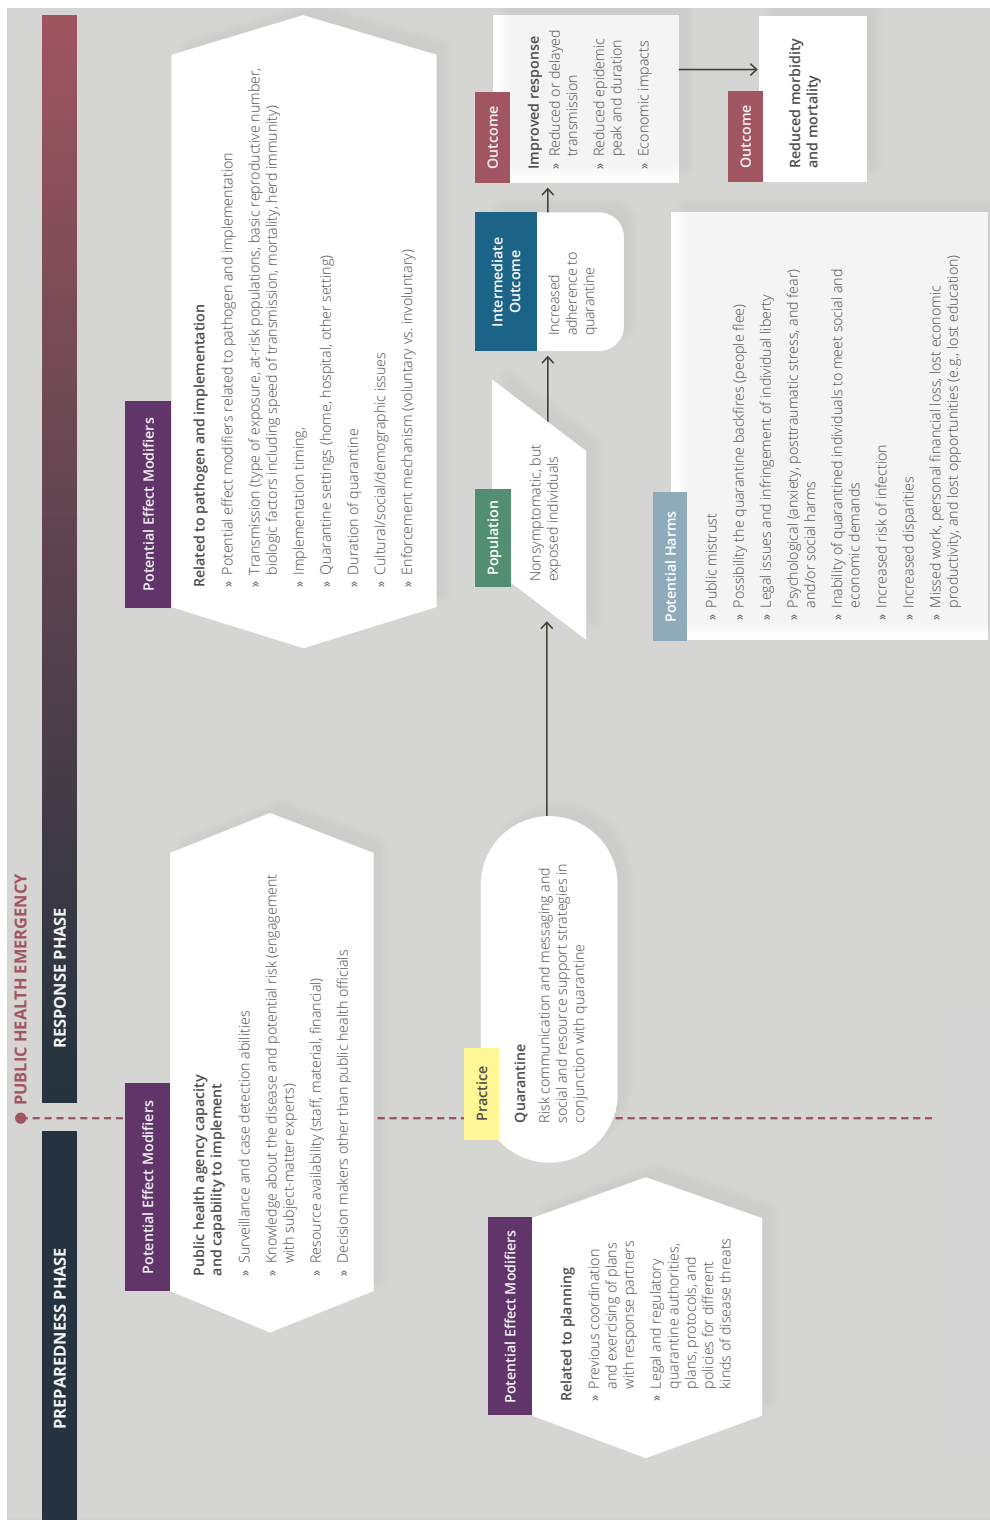 PUBLIC HEALTH EMERGENCY
PREPAREDNESS PHASE
RESPONSE PHASE
Potential Effect Modifiers
Public health agency capacity
and capability to implement
» Surveillance and case detection abilities
» Knowledge about the disease and potential risk (engagement
with subject-matter experts)
» Resource availability (staff, material, financial)
» Decision makers other than public health officials
Potential Effect Modifiers
Related to pathogen and implementation
» Potential effect modifiers related to pathogen and implementation
» Transmission (type of exposure, at-risk populations, basic reproductive number,
biologic factors including speed of transmission, mortality, herd immunity)
» Implementation timing,
» Quarantine settings (home, hospital, other setting)
» Duration of quarantine
» Cultural/social/demographic issues
» Enforcement mechanism (voluntary vs. involuntary)
Potential Effect Modifiers
Related to planning
» Previous coordination
and exercising of plans
with response partners
» Legal and regulatory
quarantine authorities,
plans, protocols, and
policies for different
kinds of disease threats
Practice
Quarantine
Risk communication and messaging and
social and resource support strategies in
conjunction with quarantine
Population
Nonsymptomatic, but
exposed individuals
Intermediate
Outcome
Increased
adherence to
quarantine
Outcome
Improved response
» Reduced or delayed
transmission
» Reduced epidemic
peak and duration
» Economic impacts
Outcome
Reduced morbidity
and mortality
Potential Harms
» Public mistrust
» Possibility the quarantine backfires (people flee)
» Legal issues and infringement of individual liberty
» Psychological (anxiety, posttraumatic stress, and fear)
and/or social harms
» Inability of quarantined individuals to meet social and
economic demands
» Increased risk of infection
» Increased disparities
» Missed work, personal financial loss, lost economic
productivity, and lost opportunities (e.g., lost education)